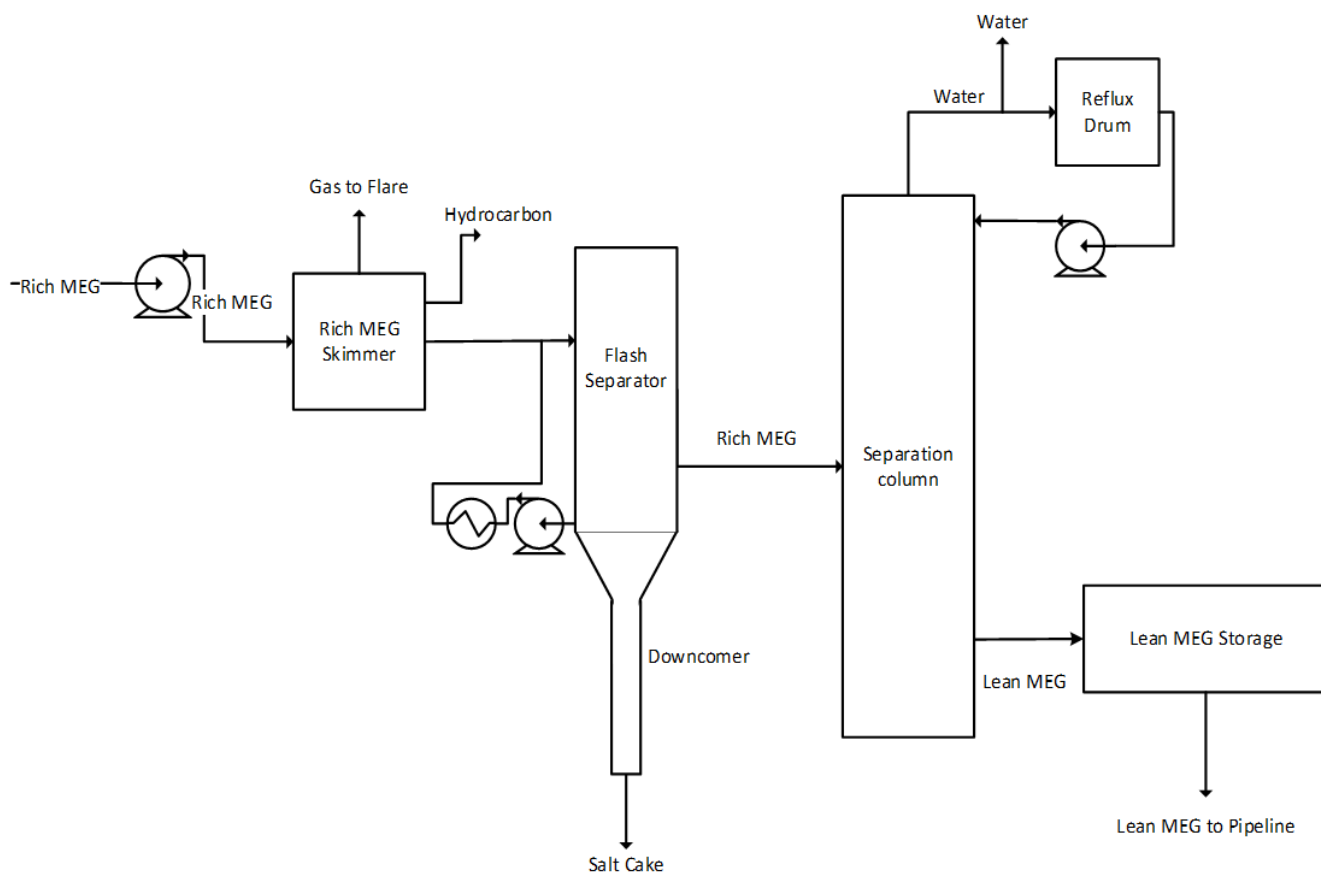 Water
Water
Reflux
Drum
Gas to Flare
Hydrocarbon
Rich MEG
Rich MEG
Rich MEG
Skimmer
Flash
Separator
Rich MEG
Separation
column
Downcomer
Lean MEG Storage
Lean MEG
Lean MEG to Pipeline
Salt Cake